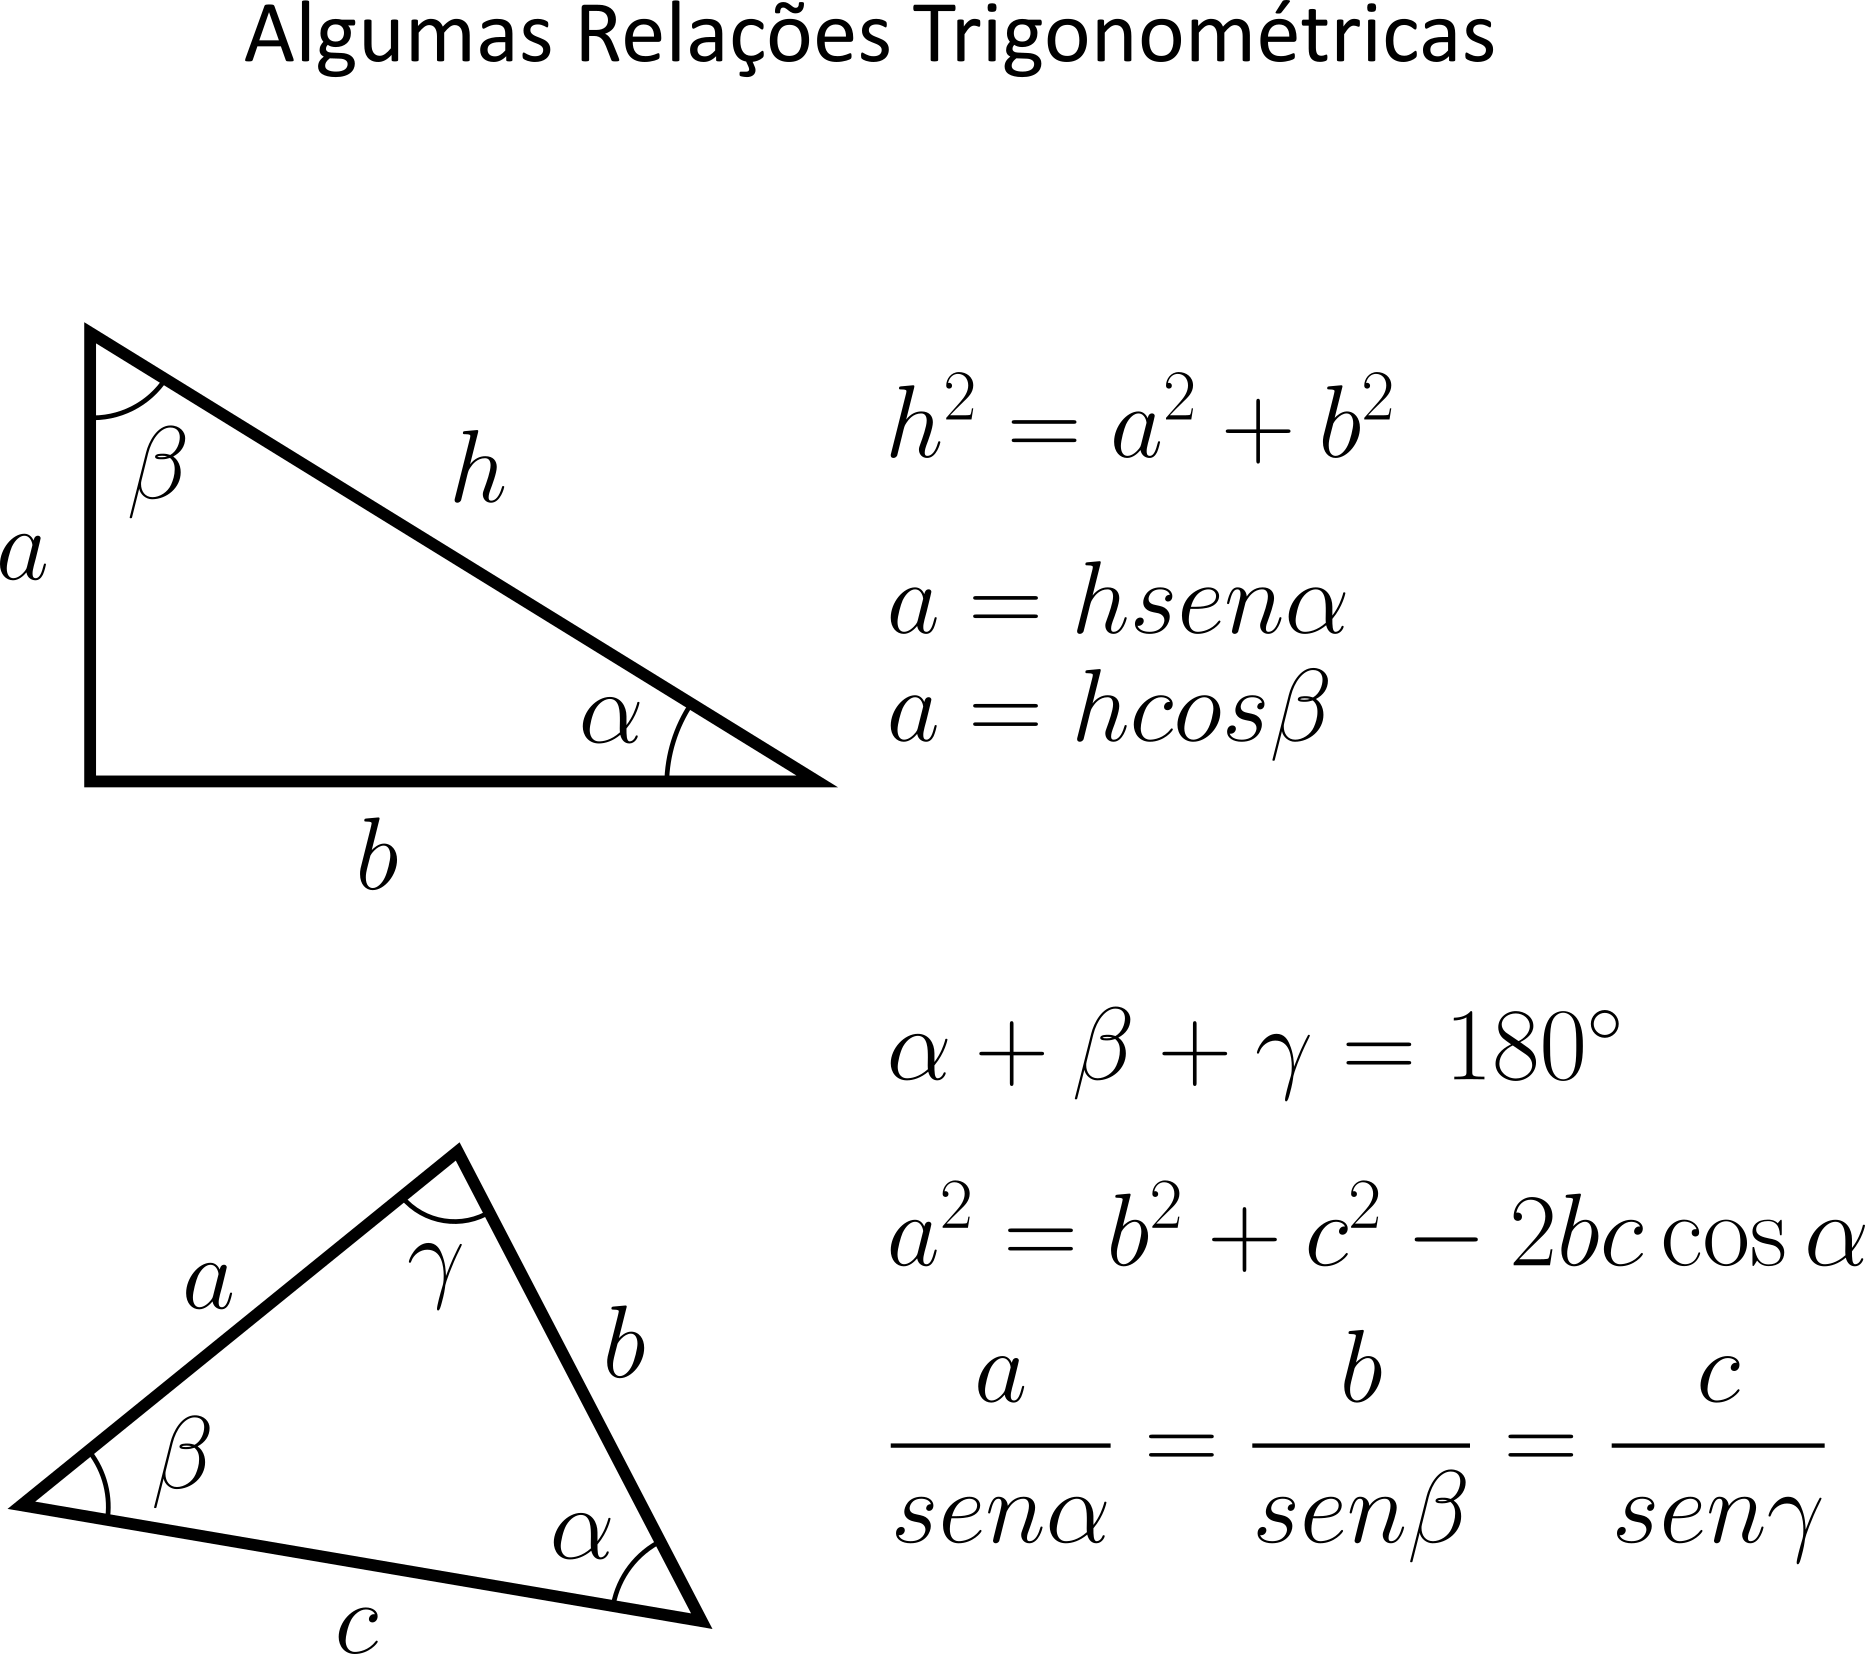 Algumas Relações Trigonométricas
β
h
a
α
b
h² = a² + b²
a = hsenα
a = hcosβ
α + β + γ = 180°
a² = b² + c² − 2bc cos α
a/senα = b/senβ = c/senγ
γ
a
b
β
α
c